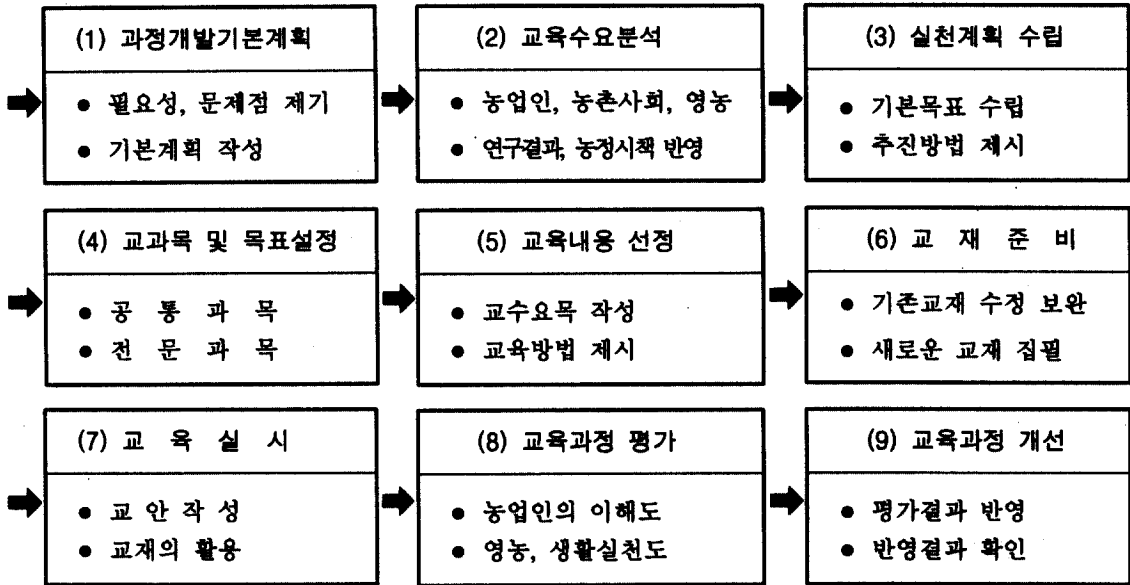 (1) 과정개발기본계획
● 필요성, 문제점 제기
● 기본계획 작성
(2) 교육수요분석
● 농업인, 농촌사회, 영농
● 연구결과, 농정시책 반영
(3) 실천계획 수립
● 기본목표 수립
● 추진방법 제시
(4) 교과목 및 목표설정
● 공 통 과 목
● 전 문 과 목
(5) 교육내용 선정
● 교수요목 작성
● 교육방법 제시
(6) 교 재 준 비
● 기존교재 수정 보완
● 새로운 교재 집필
(7) 교 육 실 시
● 교 안 작 성
● 교재의 활용
(8) 교육과정 평가
● 농업인의 이해도
● 영농, 생활실천도
(9) 교육과정 개선
● 평가결과 반영
● 반영결과 확인